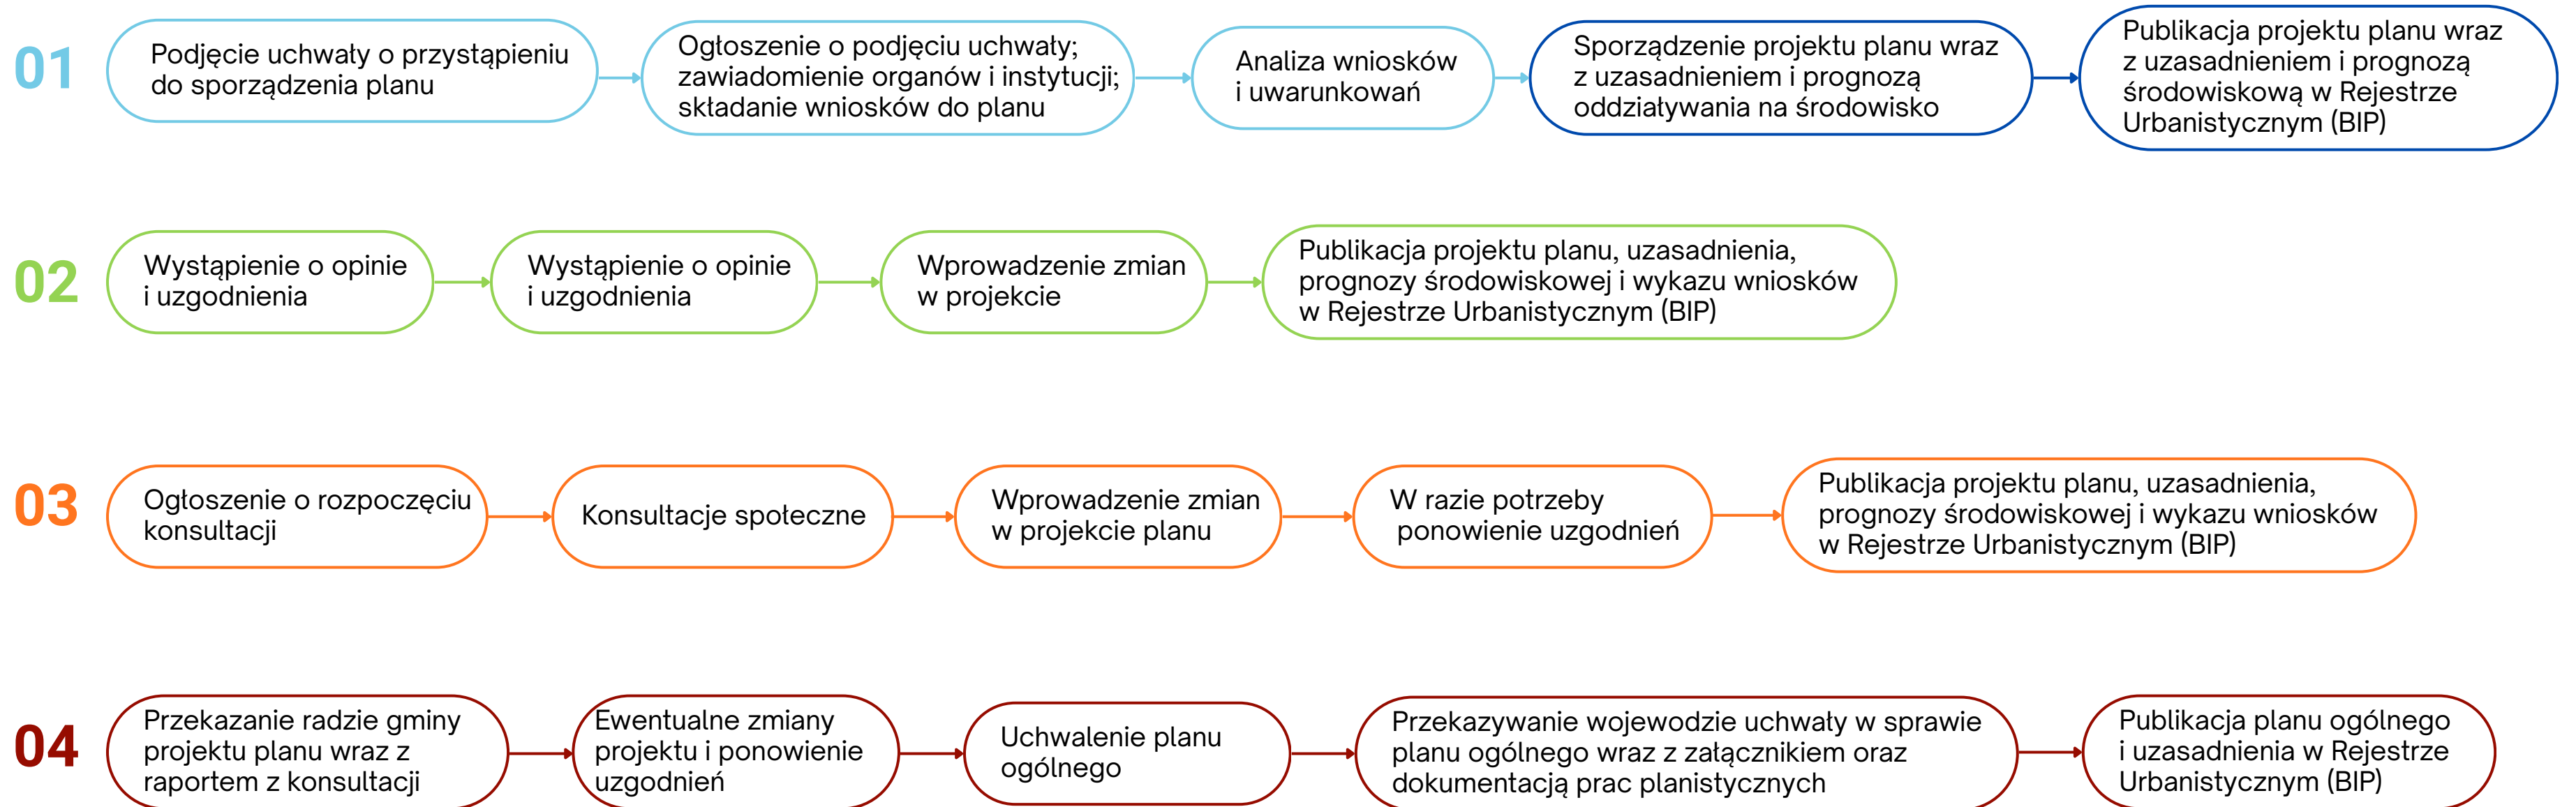 01
Podjęcie uchwały o przystąpieniu
do sporządzenia planu
Ogłoszenie o podjęciu uchwały;
zawiadomienie organów i instytucji;
składanie wniosków do planu
Analiza wniosków
i uwarunkowań
Sporządzenie projektu planu wraz
z uzasadnieniem i prognozą
oddziaływania na środowisko
Publikacja projektu planu wraz
z uzasadnieniem i prognozą
środowiskową w Rejestrze
Urbanistycznym (BIP)
02
Wystąpienie o opinie
i uzgodnienia
Wystąpienie o opinie
i uzgodnienia
Wprowadzenie zmian
w projekcie
Publikacja projektu planu, uzasadnienia,
prognozy środowiskowej i wykazu wniosków
w Rejestrze Urbanistycznym (BIP)
03
Ogłoszenie o rozpoczęciu
konsultacji
Konsultacje społeczne
Wprowadzenie zmian
w projekcie planu
W razie potrzeby
ponowienie uzgodnień
Publikacja projektu planu, uzasadnienia,
prognozy środowiskowej i wykazu wniosków
w Rejestrze Urbanistycznym (BIP)
04
Przekazanie radzie gminy
projektu planu wraz z
raportem z konsultacji
Ewentualne zmiany
projektu i ponowienie
uzgodnień
Uchwalenie planu
ogólnego
Przekazywanie wojewodzie uchwały w sprawie
planu ogólnego wraz z załącznikiem oraz
dokumentacją prac planistycznych
Publikacja planu ogólnego
i uzasadnienia w Rejestrze
Urbanistycznym (BIP)